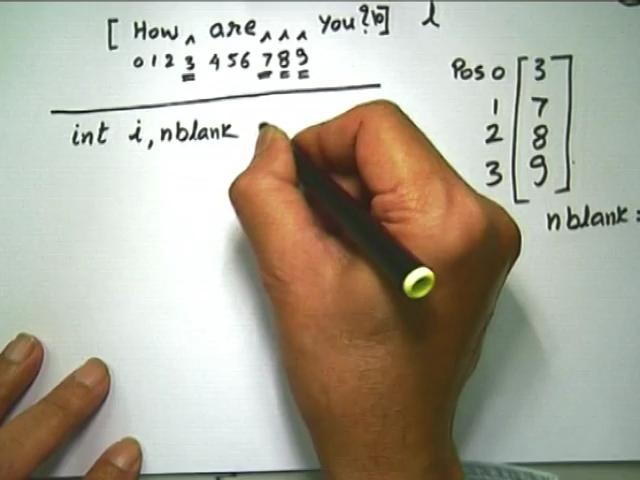 [ How ^ are ^ ^ ^ You?\0] l
0 1 2 3 4 5 6 7 8 9
int i, nblank
Pos 0 3
1 7
2 8
3 9
nblank =